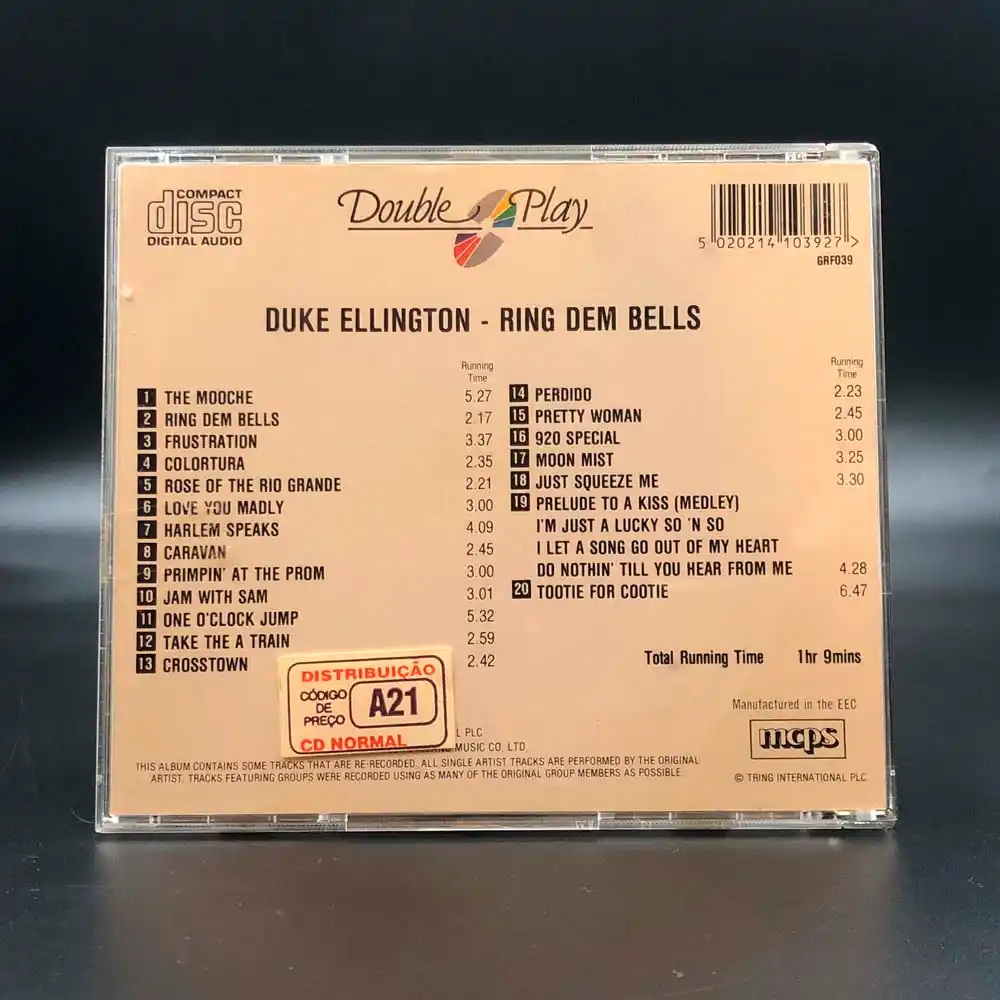 COMPACT
disc
DIGITAL AUDIO
Double Play
5 020214 103927 >
GRF039
DUKE ELLINGTON - RING DEM BELLS
Running
Time
1 THE MOOCHE 5.27
2 RING DEM BELLS 2.17
3 FRUSTRATION 3.37
4 COLORTURA 2.35
5 ROSE OF THE RIO GRANDE 2.21
6 LOVE YOU MADLY 3.00
7 HARLEM SPEAKS 4.09
8 CARAVAN 2.45
9 PRIMPIN' AT THE PROM 3.00
10 JAM WITH SAM 3.01
11 ONE O'CLOCK JUMP 5.32
12 TAKE THE A TRAIN 2.59
13 CROSSTOWN 2.42
Running
Time
14 PERDIDO 2.23
15 PRETTY WOMAN 2.45
16 920 SPECIAL 3.00
17 MOON MIST 3.25
18 JUST SQUEEZE ME 3.30
19 PRELUDE TO A KISS (MEDLEY)
I'M JUST A LUCKY SO 'N SO
I LET A SONG GO OUT OF MY HEART
DO NOTHIN' TILL YOU HEAR FROM ME 4.28
20 TOOTIE FOR COOTIE 6.47
Total Running Time 1hr 9mins
DISTRIBUIÇÃO
CÓDIGO
DE
PREÇO
A21
CD NORMAL
PLC
MUSIC CO. LTD.
THIS ALBUM CONTAINS SOME TRACKS THAT ARE RE-RECORDED. ALL SINGLE ARTIST TRACKS ARE PERFORMED BY THE ORIGINAL
ARTIST. TRACKS FEATURING GROUPS WERE RECORDED USING AS MANY OF THE ORIGINAL GROUP MEMBERS AS POSSIBLE.
Manufactured in the EEC
mcps
© TRING INTERNATIONAL PLC